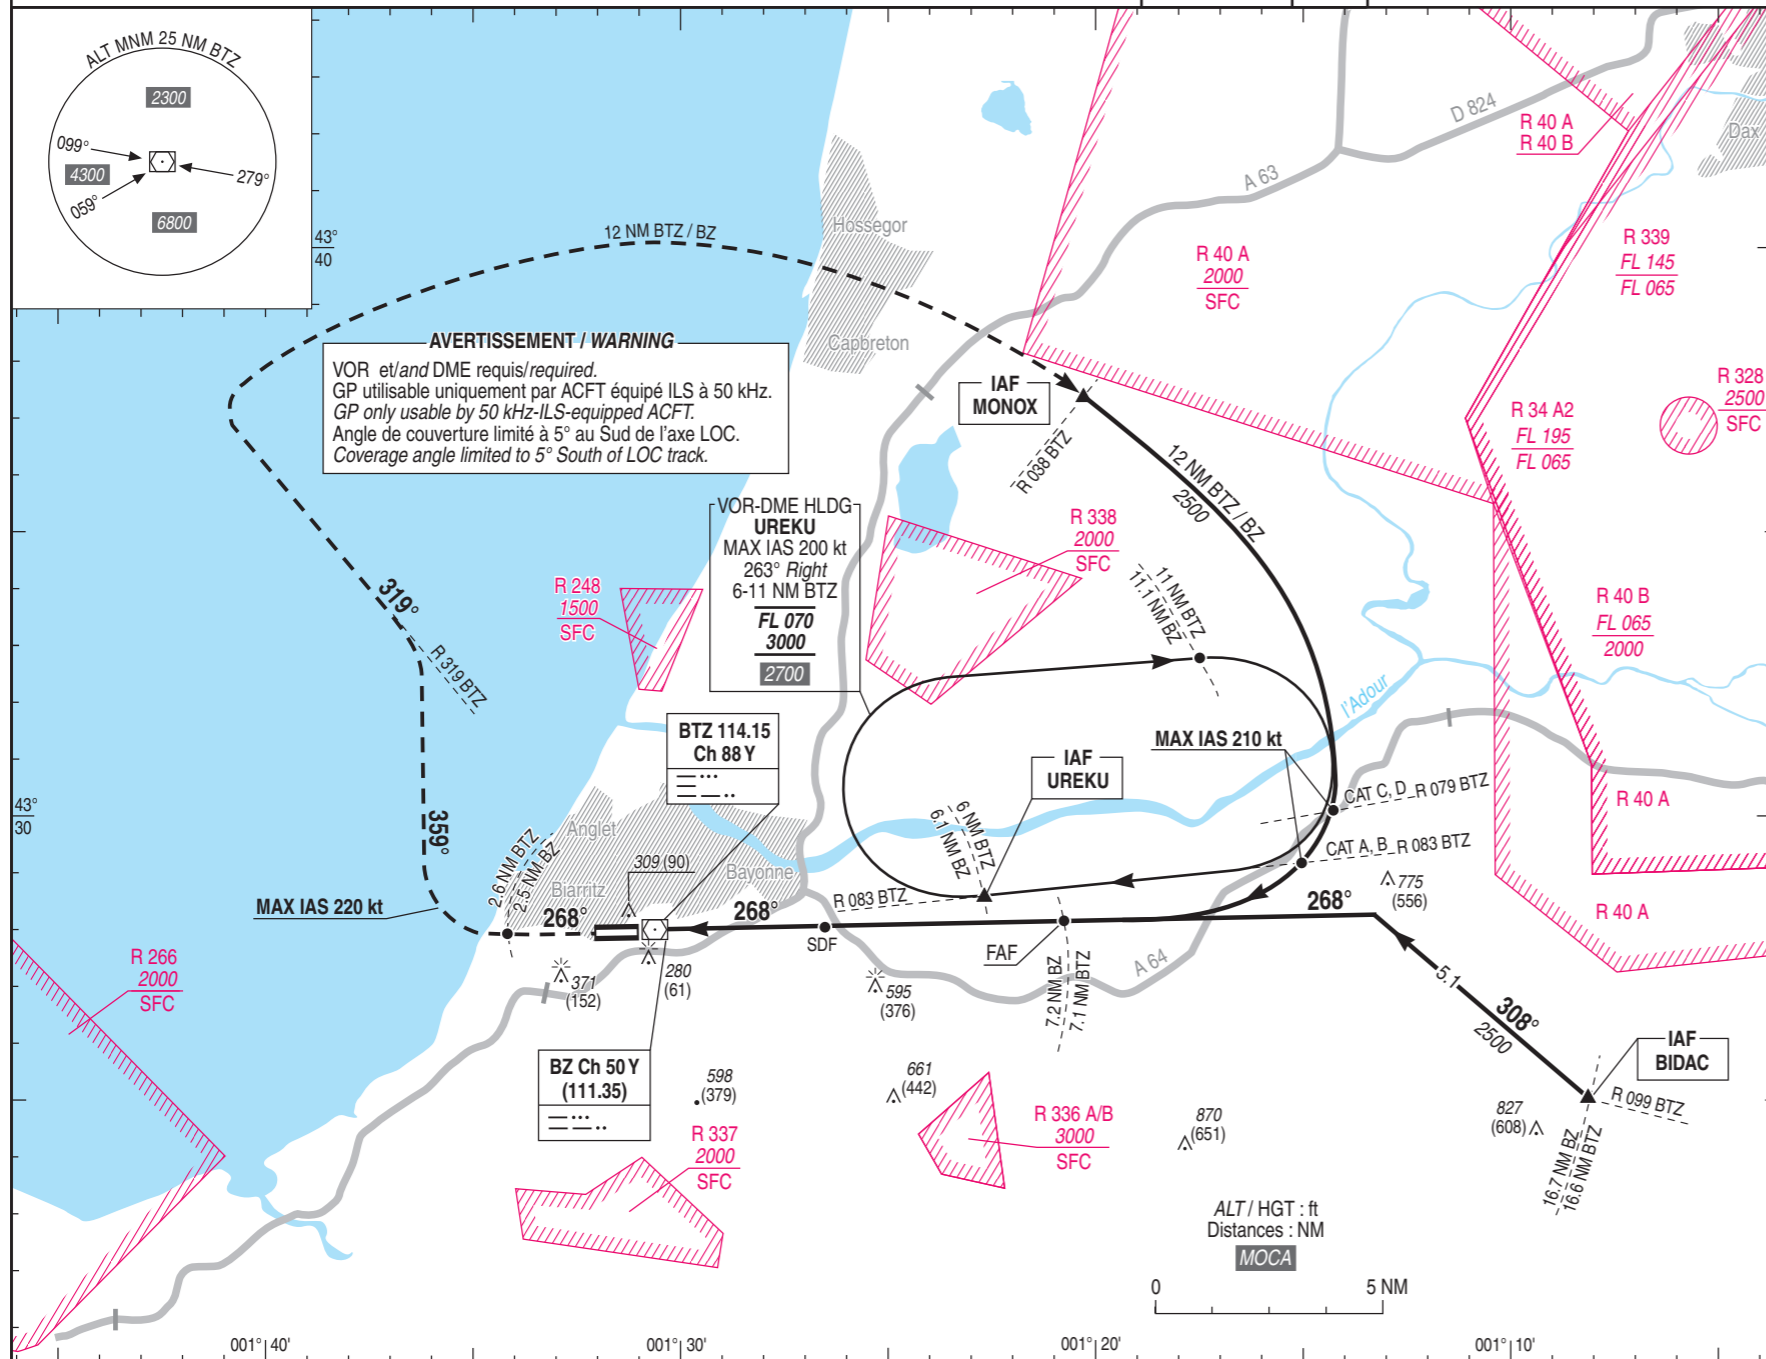 ALT MNM 25 NM BTZ
2300
099°
4300
279°
059°
6800
43°
40
12 NM BTZ / BZ
Hossegor
Capbreton
A 63
D 824
Dax
R 40 A
R 40 B
R 40 A
2000
SFC
R 339
FL 145
FL 065
R 328
2500
SFC
R 34 A2
FL 195
FL 065
AVERTISSEMENT / WARNING
VOR et/and DME requis/required.
GP utilisable uniquement par ACFT équipé ILS à 50 kHz.
GP only usable by 50 kHz-ILS-equipped ACFT.
Angle de couverture limité à 5° au Sud de l'axe LOC.
Coverage angle limited to 5° South of LOC track.
IAF
MONOX
R 038 BTZ
12 NM BTZ / BZ
2500
VOR-DME HLDG
UREKU
MAX IAS 200 kt
263° Right
6-11 NM BTZ
FL 070
3000
2700
R 338
2000
SFC
11 NM BTZ
11.1 NM BZ
R 248
1500
SFC
319°
R 319 BTZ
R 40 B
FL 065
2000
l'Adour
BTZ 114.15
Ch 88 Y
IAF
UREKU
MAX IAS 210 kt
CAT C, D R 079 BTZ
R 40 A
43°
30
359°
Anglet
309 (90)
Bayonne
Biarritz
2.6 NM BTZ
2.5 NM BZ
6 NM BTZ
6.1 NM BZ
CAT A, B R 083 BTZ
775
(556)
MAX IAS 220 kt
268°
268°
R 083 BTZ
268°
R 40 A
SDF
FAF
A 64
R 266
2000
SFC
371
(152)
280
(61)
595
(376)
7.2 NM BZ
7.1 NM BTZ
5.1
308°
2500
IAF
BIDAC
BZ Ch 50 Y
(111.35)
598
(379)
661
(442)
R 336 A/B
3000
SFC
870
(651)
827
(608)
R 099 BTZ
16.7 NM BZ
16.6 NM BTZ
R 337
2000
SFC
ALT / HGT : ft
Distances : NM
MOCA
0 5 NM
001° 40' 001° 30' 001° 20' 001° 10'